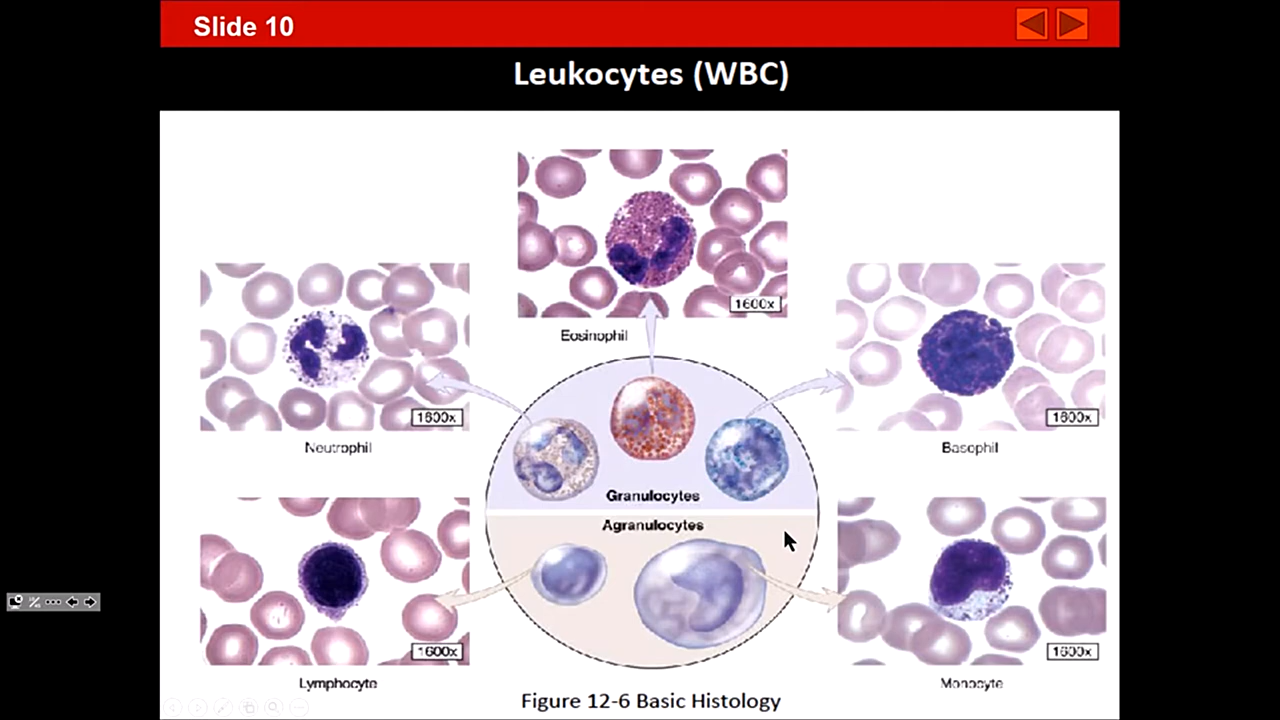 Slide 10
Leukocytes (WBC)
1600x
Eosinophil
1600x
Neutrophil
1600x
Basophil
Granulocytes
Agranulocytes
1600x
Lymphocyte
1600x
Monocyte
Figure 12-6 Basic Histology